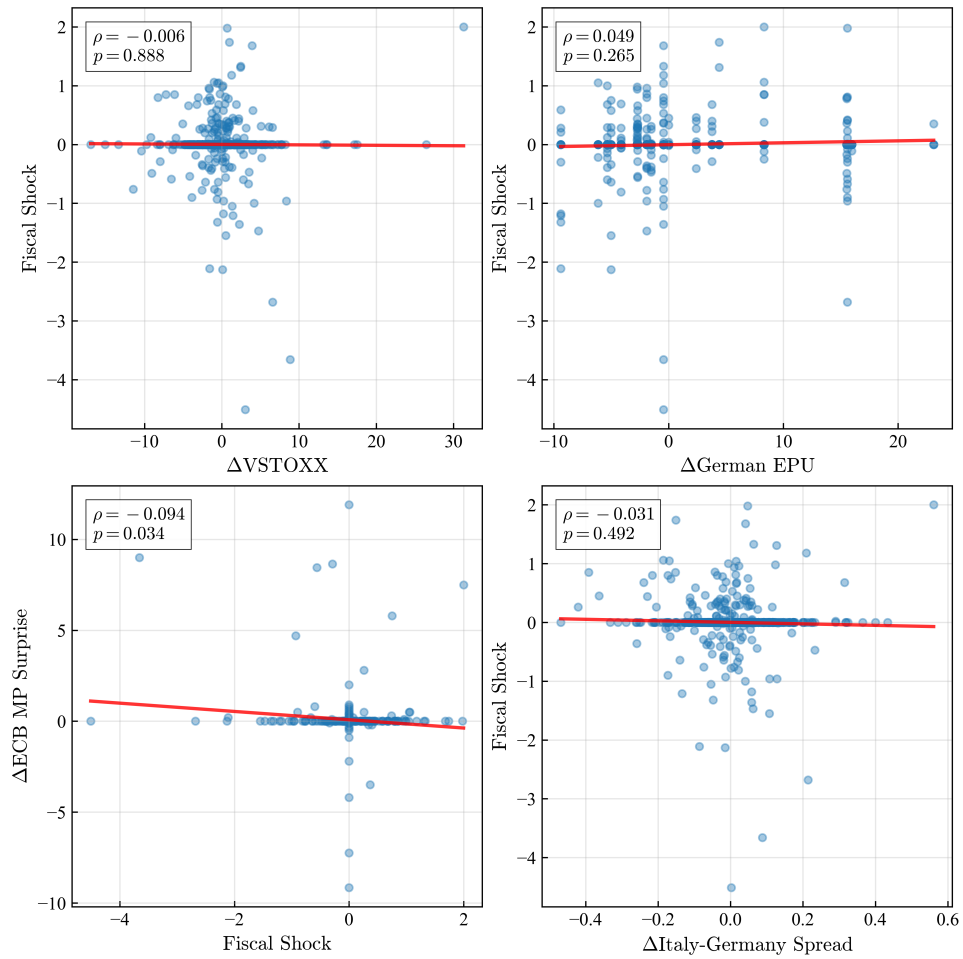 ρ = −0.006
p = 0.888
2
1
0
−1
−2
−3
−4
Fiscal Shock
−10
0
10
20
30
ΔVSTOXX
ρ = 0.049
p = 0.265
2
1
0
−1
−2
−3
−4
Fiscal Shock
−10
0
10
20
ΔGerman EPU
ρ = −0.094
p = 0.034
10
5
0
−5
−10
ΔECB MP Surprise
−4
−2
0
2
Fiscal Shock
ρ = −0.031
p = 0.492
2
1
0
−1
−2
−3
−4
Fiscal Shock
−0.4
−0.2
0.0
0.2
0.4
0.6
ΔItaly-Germany Spread